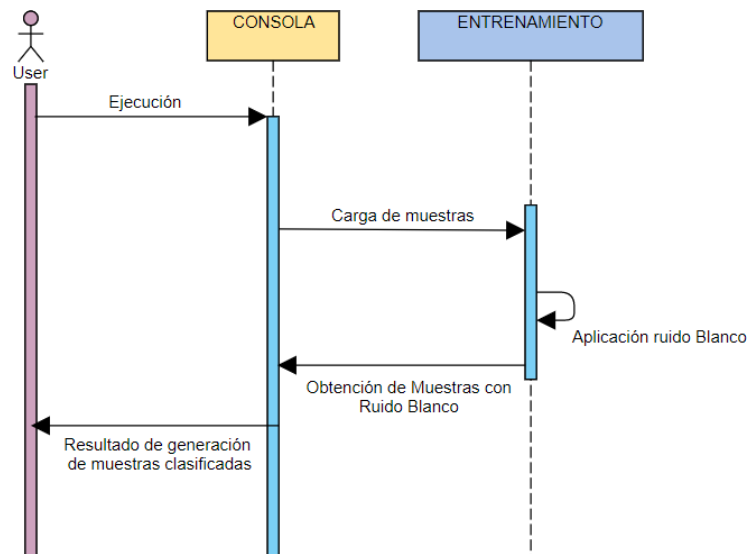 CONSOLA
ENTRENAMIENTO
User
Ejecución
Carga de muestras
Aplicación ruido Blanco
Obtención de Muestras con
Ruido Blanco
Resultado de generación
de muestras clasificadas